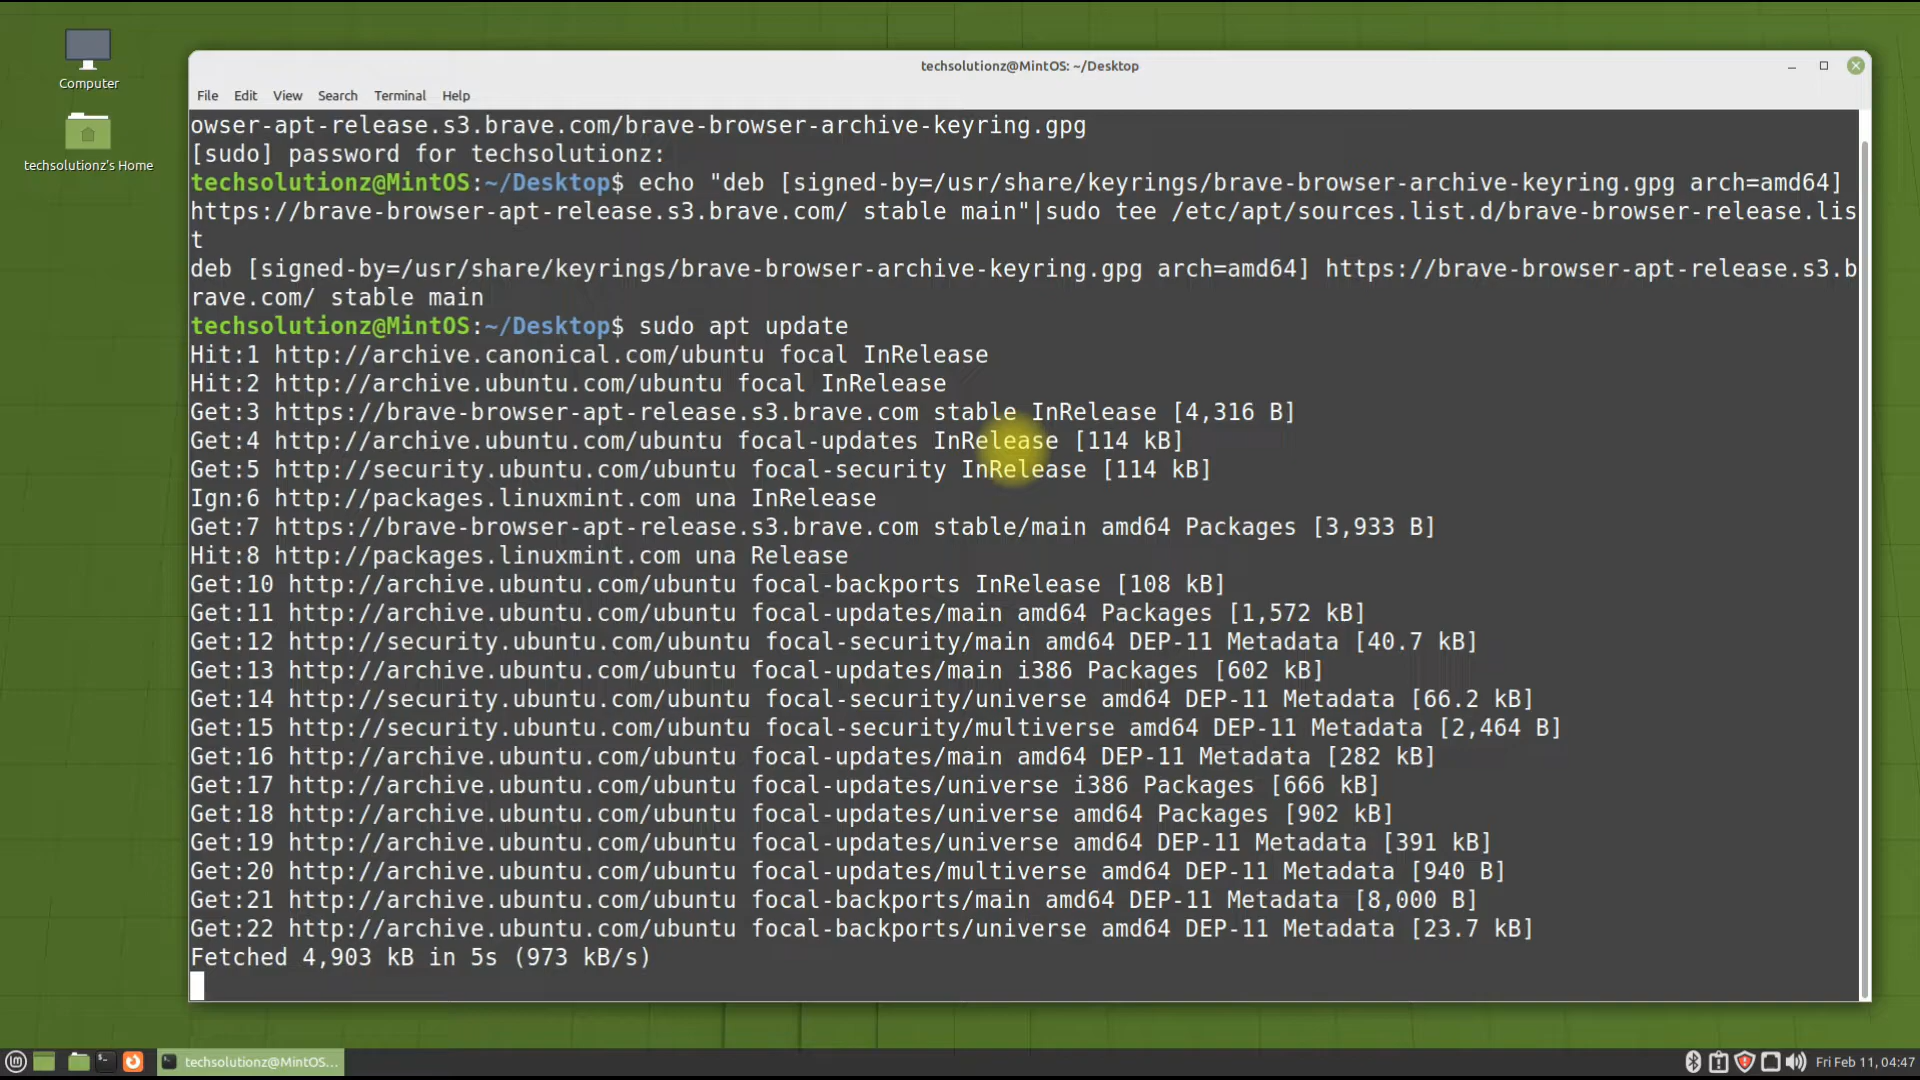 Computer
techsolutionz's Home
techsolutionz@MintOS: ~/Desktop
File Edit View Search Terminal Help
owser-apt-release.s3.brave.com/brave-browser-archive-keyring.gpg
[sudo] password for techsolutionz:
techsolutionz@MintOS:~/Desktop$ echo "deb [signed-by=/usr/share/keyrings/brave-browser-archive-keyring.gpg arch=amd64]
https://brave-browser-apt-release.s3.brave.com/ stable main"|sudo tee /etc/apt/sources.list.d/brave-browser-release.lis
t
deb [signed-by=/usr/share/keyrings/brave-browser-archive-keyring.gpg arch=amd64] https://brave-browser-apt-release.s3.b
rave.com/ stable main
techsolutionz@MintOS:~/Desktop$ sudo apt update
Hit:1 http://archive.canonical.com/ubuntu focal InRelease
Hit:2 http://archive.ubuntu.com/ubuntu focal InRelease
Get:3 https://brave-browser-apt-release.s3.brave.com stable InRelease [4,316 B]
Get:4 http://archive.ubuntu.com/ubuntu focal-updates InRelease [114 kB]
Get:5 http://security.ubuntu.com/ubuntu focal-security InRelease [114 kB]
Ign:6 http://packages.linuxmint.com una InRelease
Get:7 https://brave-browser-apt-release.s3.brave.com stable/main amd64 Packages [3,933 B]
Hit:8 http://packages.linuxmint.com una Release
Get:10 http://archive.ubuntu.com/ubuntu focal-backports InRelease [108 kB]
Get:11 http://archive.ubuntu.com/ubuntu focal-updates/main amd64 Packages [1,572 kB]
Get:12 http://security.ubuntu.com/ubuntu focal-security/main amd64 DEP-11 Metadata [40.7 kB]
Get:13 http://archive.ubuntu.com/ubuntu focal-updates/main i386 Packages [602 kB]
Get:14 http://security.ubuntu.com/ubuntu focal-security/universe amd64 DEP-11 Metadata [66.2 kB]
Get:15 http://security.ubuntu.com/ubuntu focal-security/multiverse amd64 DEP-11 Metadata [2,464 B]
Get:16 http://archive.ubuntu.com/ubuntu focal-updates/main amd64 DEP-11 Metadata [282 kB]
Get:17 http://archive.ubuntu.com/ubuntu focal-updates/universe i386 Packages [666 kB]
Get:18 http://archive.ubuntu.com/ubuntu focal-updates/universe amd64 Packages [902 kB]
Get:19 http://archive.ubuntu.com/ubuntu focal-updates/universe amd64 DEP-11 Metadata [391 kB]
Get:20 http://archive.ubuntu.com/ubuntu focal-updates/multiverse amd64 DEP-11 Metadata [940 B]
Get:21 http://archive.ubuntu.com/ubuntu focal-backports/main amd64 DEP-11 Metadata [8,000 B]
Get:22 http://archive.ubuntu.com/ubuntu focal-backports/universe amd64 DEP-11 Metadata [23.7 kB]
Fetched 4,903 kB in 5s (973 kB/s)
techsolutionz@MintOS:...
Fri Feb 11, 04:47